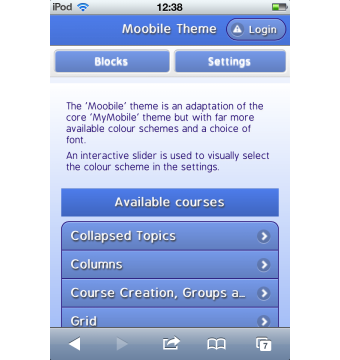 iPod 12:38
Moobile Theme Login
Blocks Settings
The 'Moobile' theme is an adaptation of the
core 'MyMobile' theme but with far more
available colour schemes and a choice of
font.
An interactive slider is used to visually select
the colour scheme in the settings.
Available courses
Collapsed Topics
Columns
Course Creation, Groups a...
Grid
7